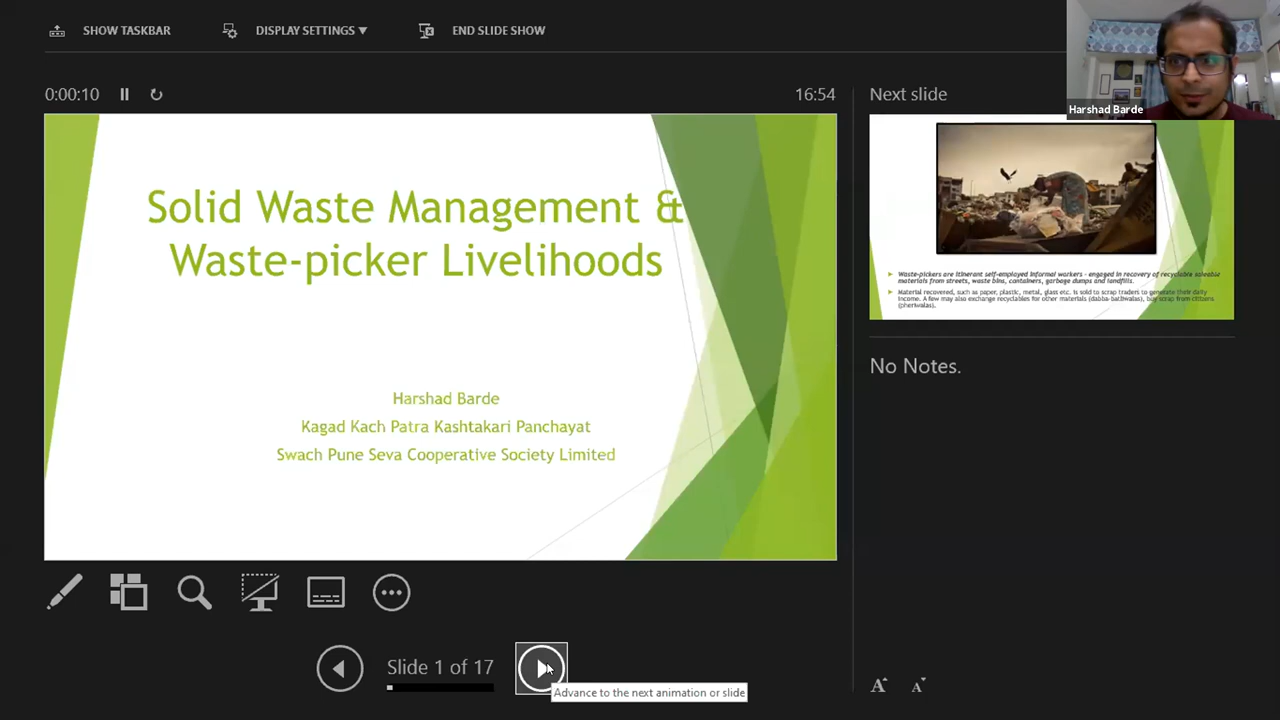 SHOW TASKBAR
DISPLAY SETTINGS ▼
END SLIDE SHOW
0:00:10
16:54
Next slide
Harshad Barde
Solid Waste Management &
Waste-picker Livelihoods
Harshad Barde
Kagad Kach Patra Kashtakari Panchayat
Swach Pune Seva Cooperative Society Limited
Waste-pickers are itinerant self-employed informal workers - engaged in recovery of recyclable saleable
materials from streets, waste bins, containers, garbage dumps and landfills.
Material recovered, such as paper, plastic, metal, glass etc. is sold to scrap traders to generate their daily
income. A few may also exchange recyclables for other materials (dabba-batliwalas), buy scrap from citizens
(pheriwalas).
No Notes.
Slide 1 of 17
Advance to the next animation or slide
A A